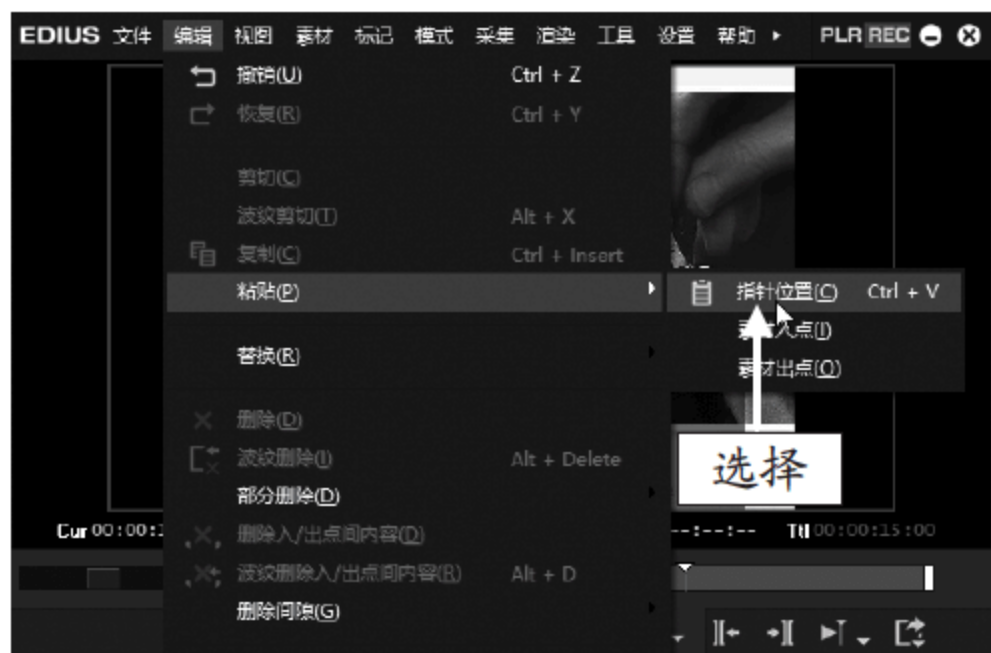 EDIUS 文件 编辑 视图 素材 标记 模式 采集 渲染 工具 设置 帮助 PLR REC
撤销(U) Ctrl + Z
恢复(R) Ctrl + Y
剪切(C)
波纹剪切(T) Alt + X
复制(C) Ctrl + Insert
粘贴(P)
指针位置(C) Ctrl + V
素材入点(I)
素材出点(O)
替换(R)
删除(D)
波纹删除(I) Alt + Delete
部分删除(D)
删除入/出点间内容(D)
波纹删除入/出点间内容(R) Alt + D
删除间隙(G)
选择
Cur 00:00:
--:--:-- Ttl 00:00:15:00